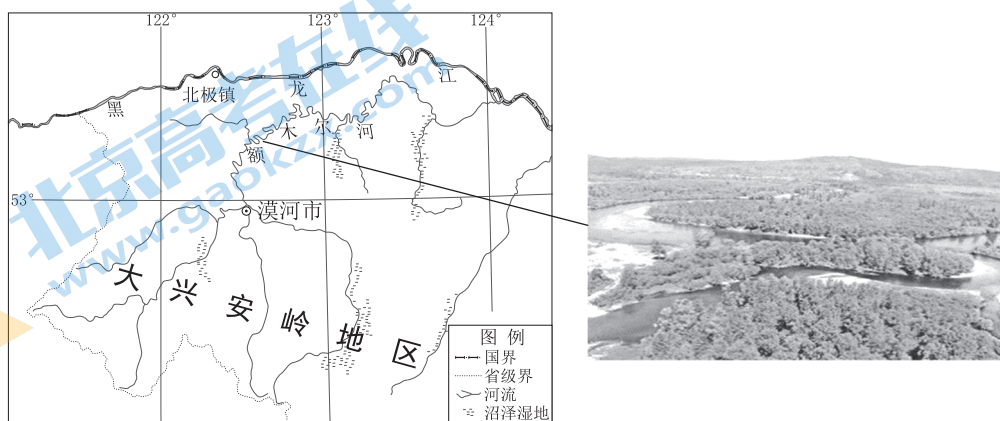 122° 123° 124°
黑 龙 江
北极镇
额 木 尔 河
53°
漠河市
大兴安岭地区
图 例
国界
省级界
河流
沼泽湿地
北京高考在线
www.gaokzx.com